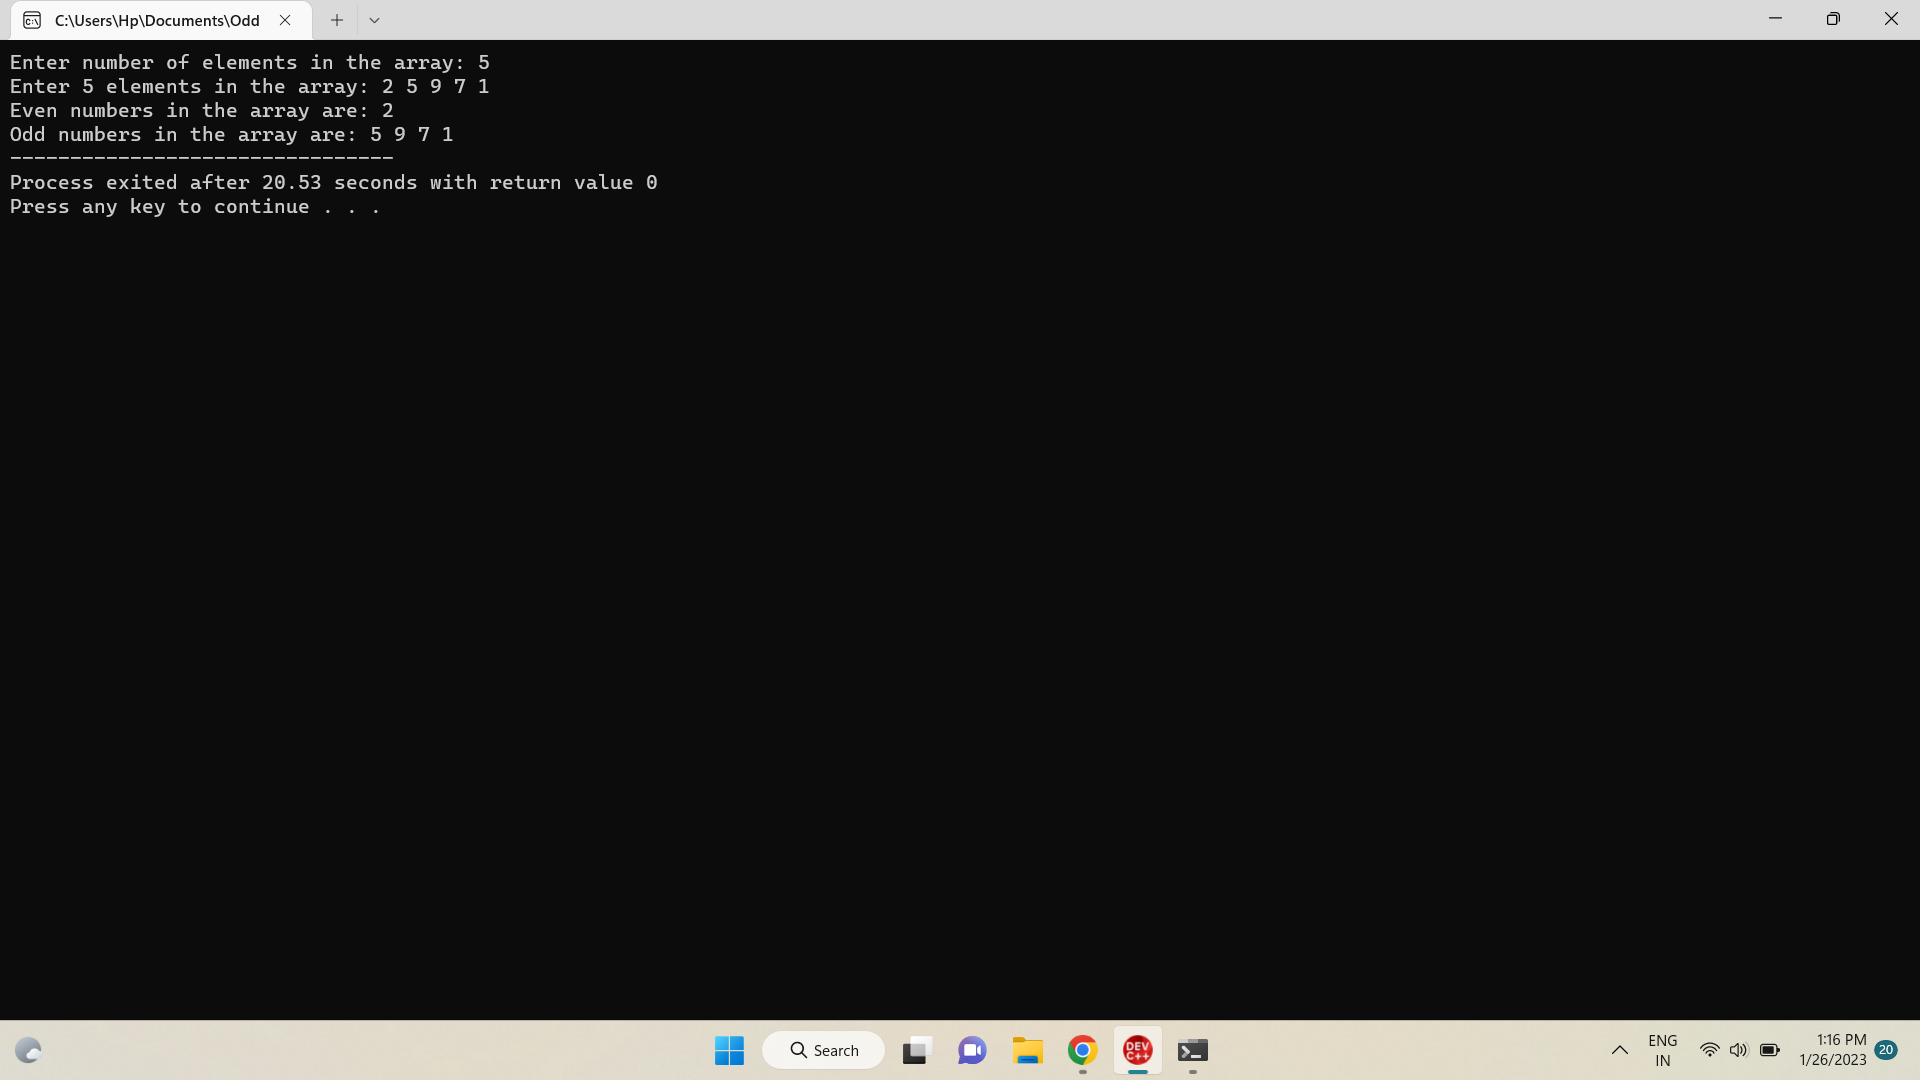 C:\Users\Hp\Documents\Odd
Enter number of elements in the array: 5
Enter 5 elements in the array: 2 5 9 7 1
Even numbers in the array are: 2
Odd numbers in the array are: 5 9 7 1
--------------------------------
Process exited after 20.53 seconds with return value 0
Press any key to continue . . .
Search
DEV
C++
ENG
IN
1:16 PM
1/26/2023
20